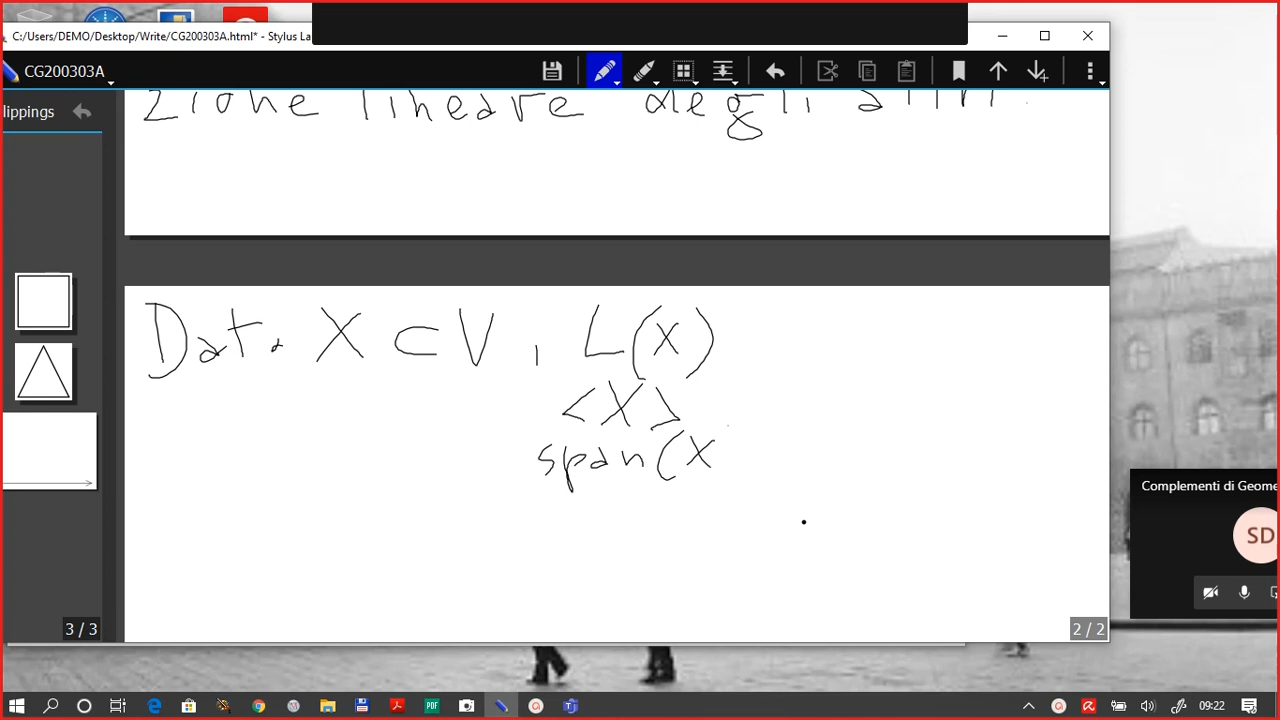 C:/Users/DEMO/Desktop/Write/CG200303A.html* - Stylus La
CG200303A
lippings
zione lineare degli altri.
Dato X ⊂ V, L(X)
<X>
span(X
Complementi di Geome
SD
3 / 3
2 / 2
PDF
09:22